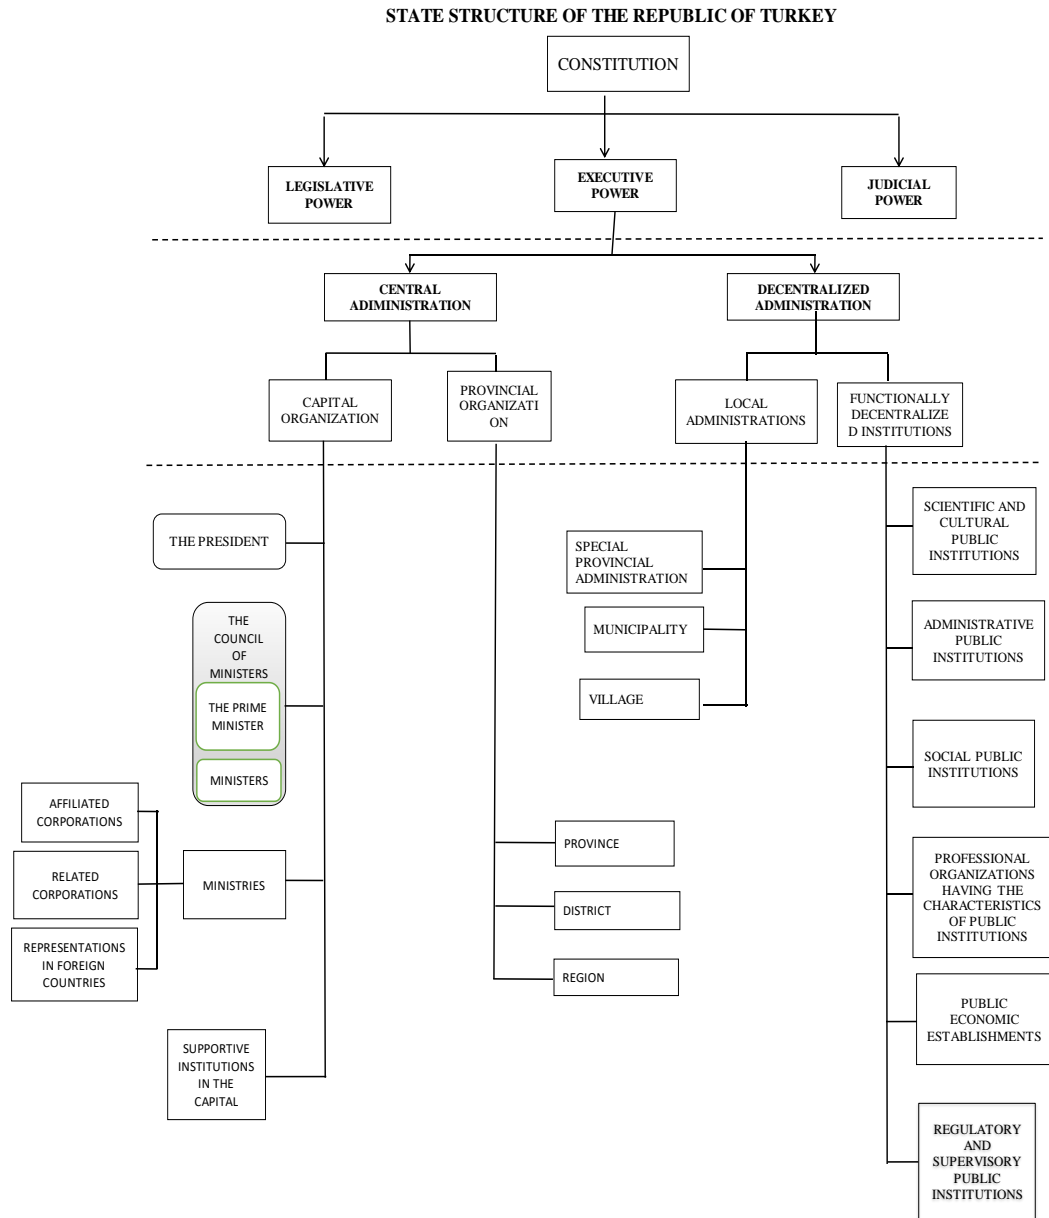 STATE STRUCTURE OF THE REPUBLIC OF TURKEY
CONSTITUTION
LEGISLATIVE
POWER
EXECUTIVE
POWER
JUDICIAL
POWER
CENTRAL
ADIMINISTRATION
DECENTRALIZED
ADMINISTRATION
CAPITAL
ORGANIZATION
PROVINCIAL
ORGANIZATI
ON
LOCAL
ADMINISTRATIONS
FUNCTIONALLY
DECENTRALIZE
D INSTITUTIONS
THE PRESIDENT
THE
COUNCIL
OF
MINISTERS
THE PRIME
MINISTER
MINISTERS
AFFILIATED
CORPORATIONS
RELATED
CORPORATIONS
REPRESENTATIONS
IN FOREIGN
COUNTRIES
MINISTRIES
SUPPORTIVE
INSTITUTIONS
IN THE
CAPITAL
PROVINCE
DISTRICT
REGION
SPECIAL
PROVINCIAL
ADMINISTRATION
MUNICIPALITY
VILLAGE
SCIENTIFIC AND
CULTURAL
PUBLIC
INSTITUTIONS
ADMINISTRATIVE
PUBLIC
INSTITUTIONS
SOCIAL PUBLIC
INSTITUTIONS
PROFESSIONAL
ORGANIZATIONS
HAVING THE
CHARACTERISTICS
OF PUBLIC
INSTITUTIONS
PUBLIC
ECONOMIC
ESTABLISHMENTS
REGULATORY
AND
SUPERVISORY
PUBLIC
INSTITUTIONS